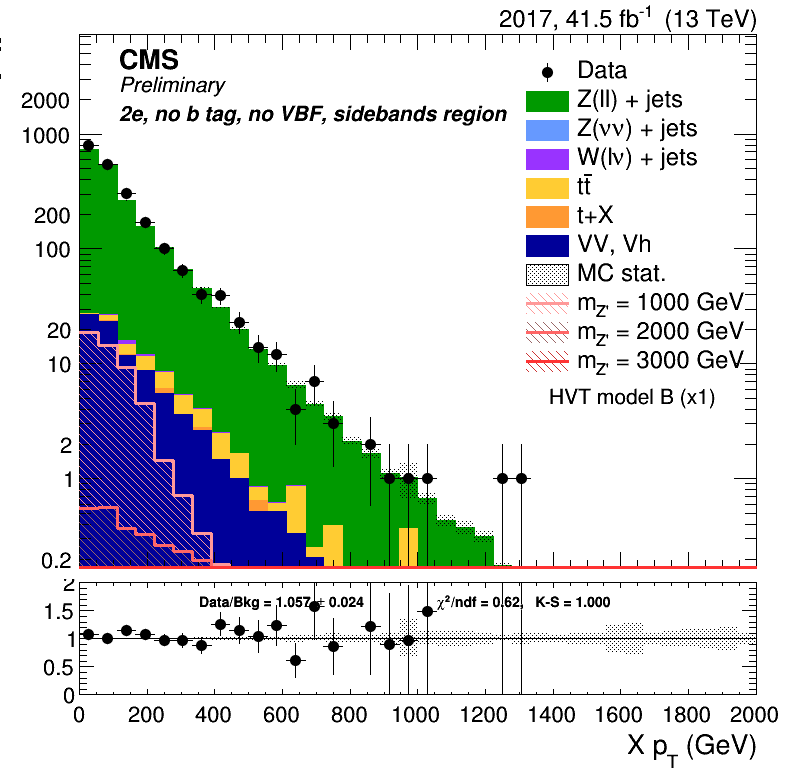 2017, 41.5 fb⁻¹ (13 TeV)
CMS
Preliminary
2e, no b tag, no VBF, sidebands region
Data
Z(ll) + jets
Z(νν) + jets
W(lν) + jets
tt̄
t+X
VV, Vh
MC stat.
m_Z' = 1000 GeV
m_Z' = 2000 GeV
m_Z' = 3000 GeV
HVT model B (x1)
2000
1000
200
100
20
10
2
1
0.2
Data/Bkg = 1.057 ± 0.024 χ²/ndf = 0.62, K-S = 1.000
2
1.5
1
0.5
0
0 200 400 600 800 1000 1200 1400 1600 1800 2000
X p_T (GeV)